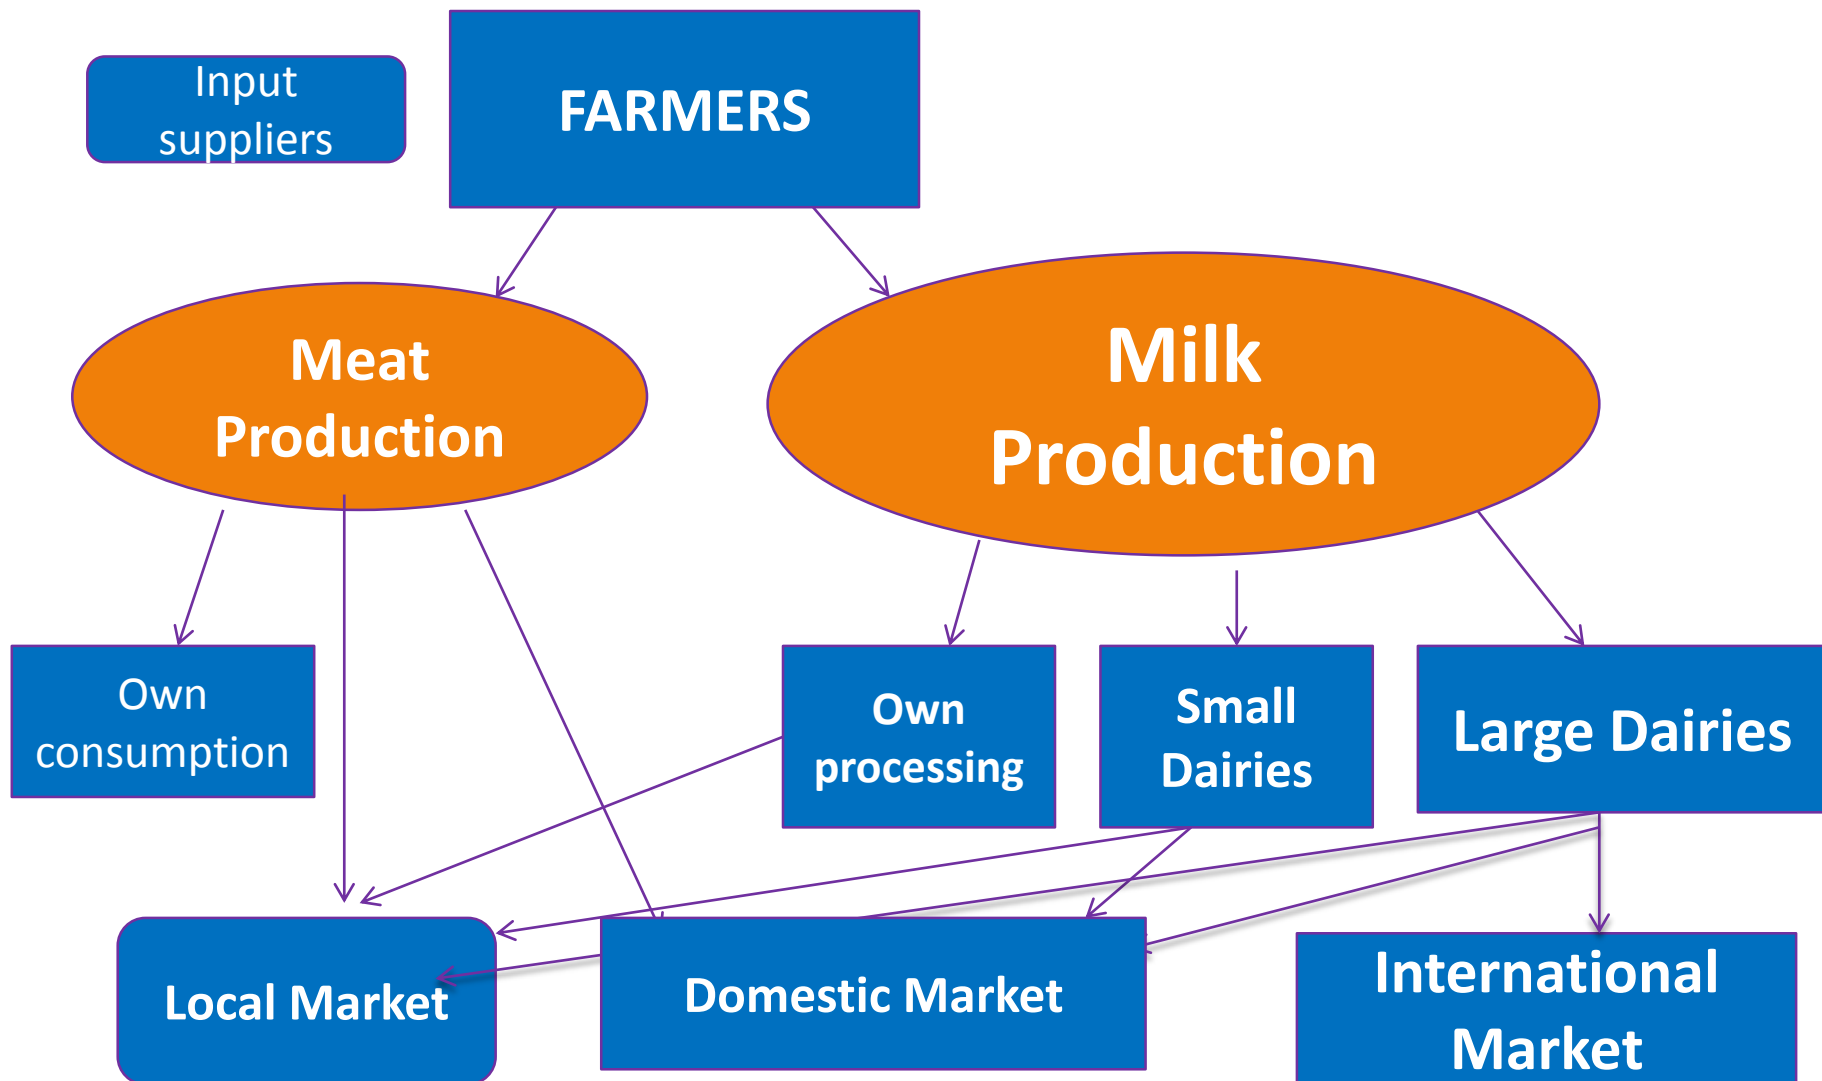 Input
suppliers
FARMERS
Meat
Production
Milk
Production
Own
consumption
Own
processing
Small
Dairies
Large Dairies
Local Market
Domestic Market
International
Market